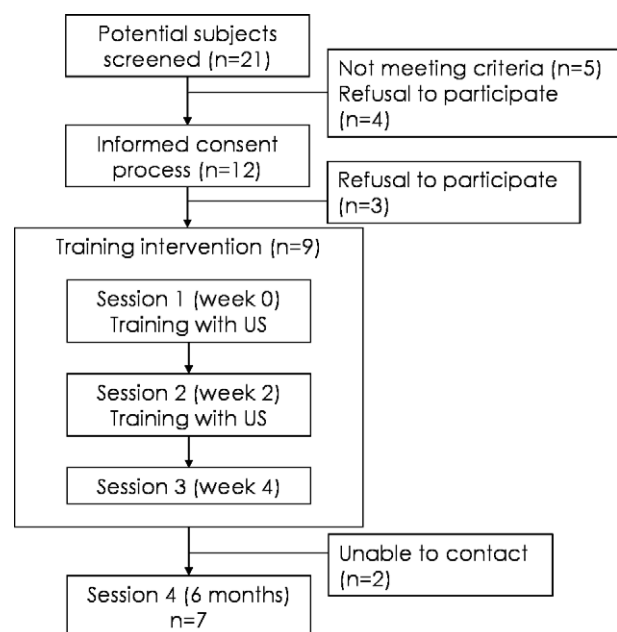 Potential subjects
screened (n=21)
Not meeting criteria (n=5)
Refusal to participate
(n=4)
Informed consent
process (n=12)
Refusal to participate
(n=3)
Training intervention (n=9)
Session 1 (week 0)
Training with US
Session 2 (week 2)
Training with US
Session 3 (week 4)
Unable to contact
(n=2)
Session 4 (6 months)
n=7